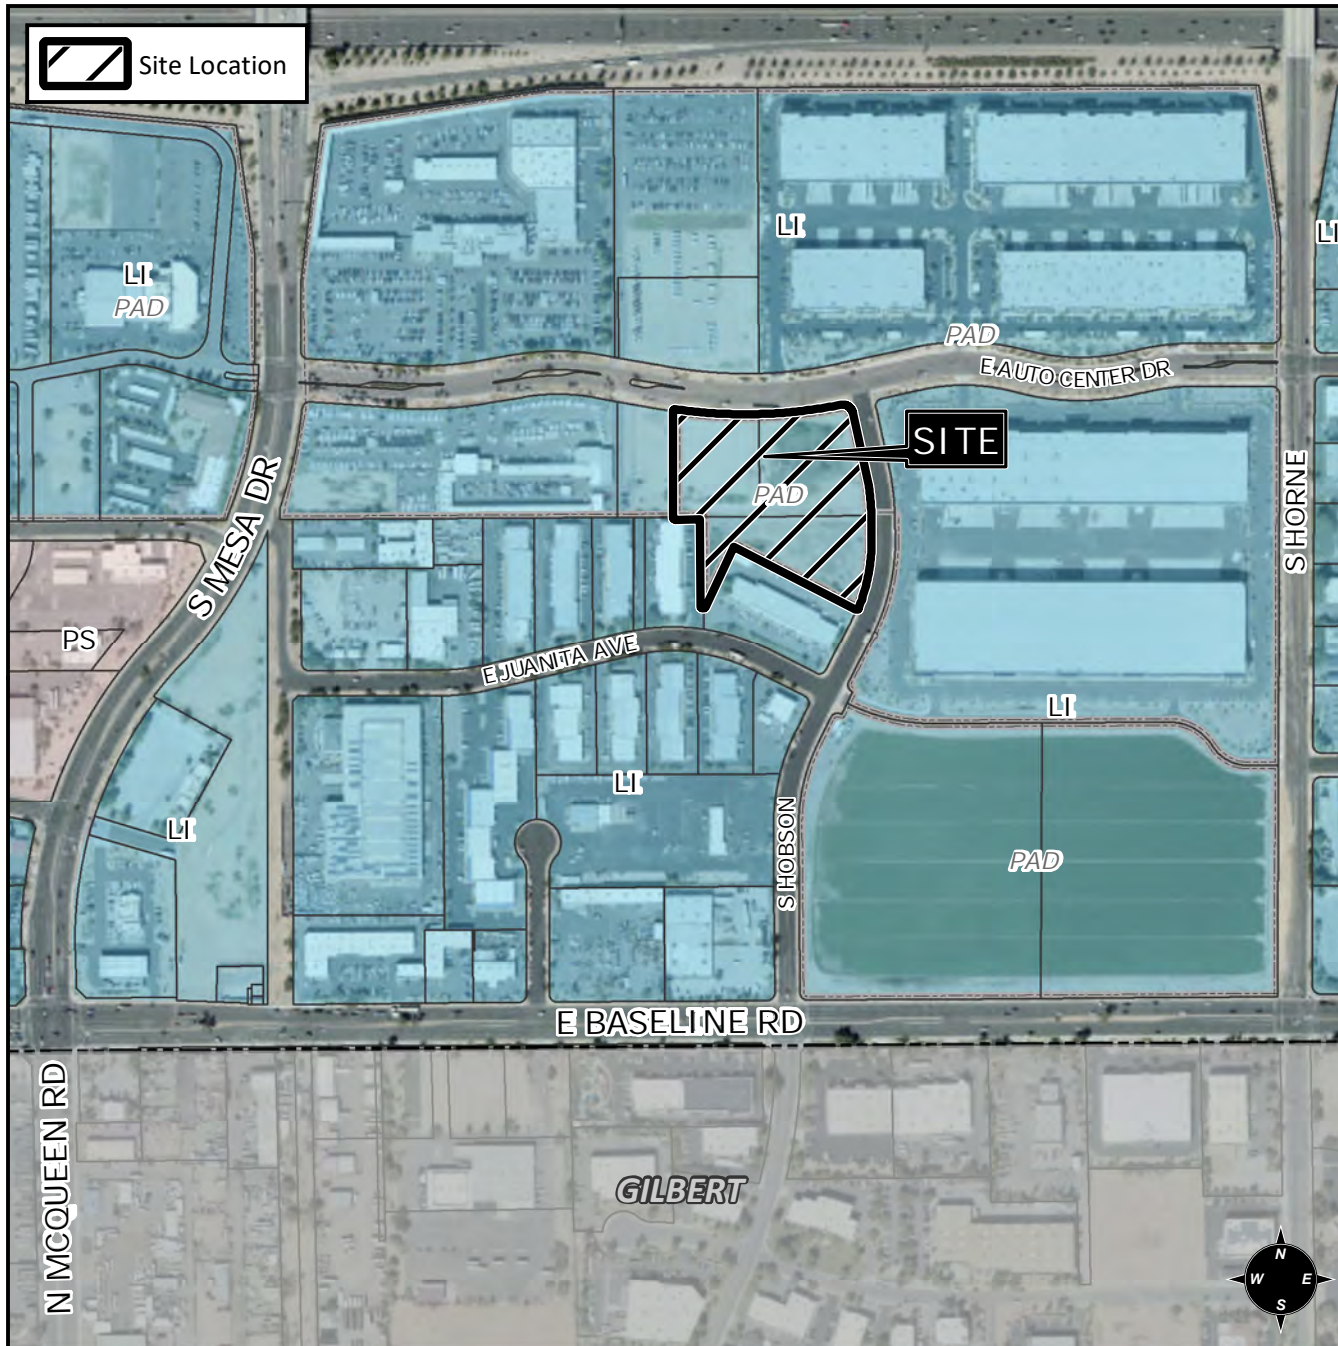 Site Location
LI
LI
LI
PAD
PAD
E AUTO CENTER DR
SITE
PAD
S MESA DR
S HORNE
PS
E JUANITA AVE
LI
LI
LI
S HOBSON
PAD
E BASELINE RD
N MCQUEEN RD
GILBERT
N
W E
S